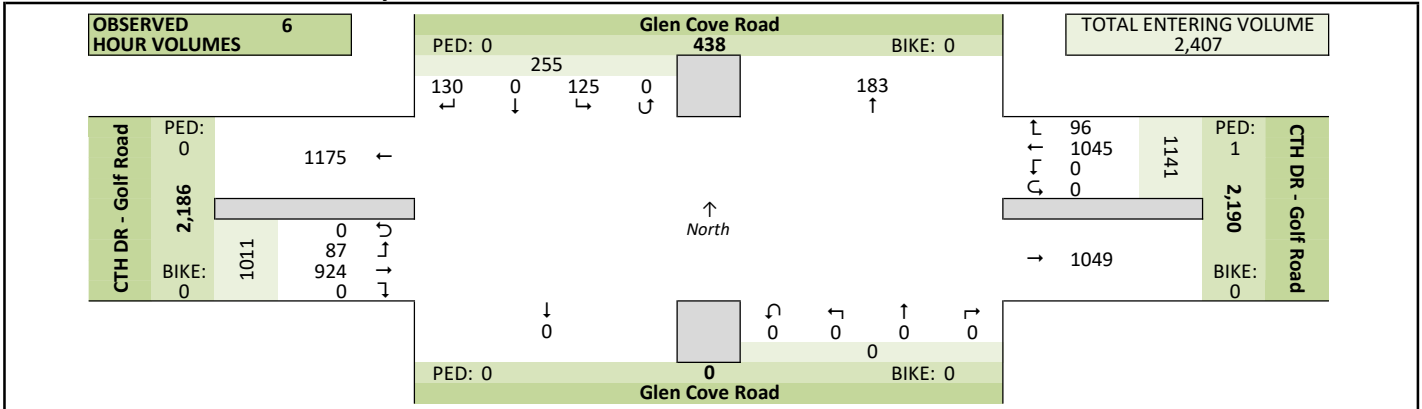 OBSERVED 6
HOUR VOLUMES
Glen Cove Road
PED: 0 438 BIKE: 0
TOTAL ENTERING VOLUME
2,407
255
130 0 125 0
↵ ↓ ↳ ↺
183
↑
CTH DR - Golf Road
PED:
0
2,186
BIKE:
0
1175 ←
1011
0 ⮌
87 ↰
924 →
0 ↴
↑
North
↿ 96
← 1045
↲ 0
⮎ 0
1141
→ 1049
PED:
1
2,190
BIKE:
0
CTH DR - Golf Road
↓
0
↶ ↰ ↑ ↱
0 0 0 0
0
PED: 0 0 BIKE: 0
Glen Cove Road